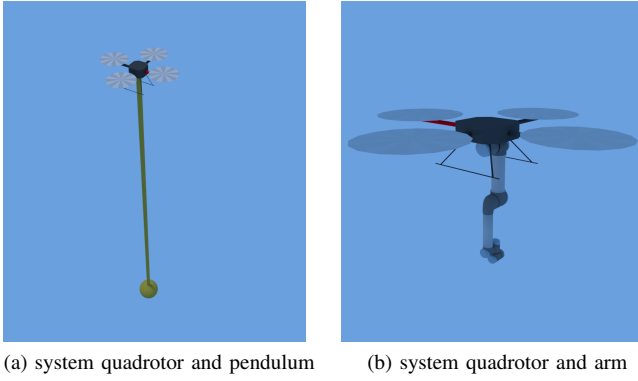 (a) system quadrotor and pendulum
(b) system quadrotor and arm